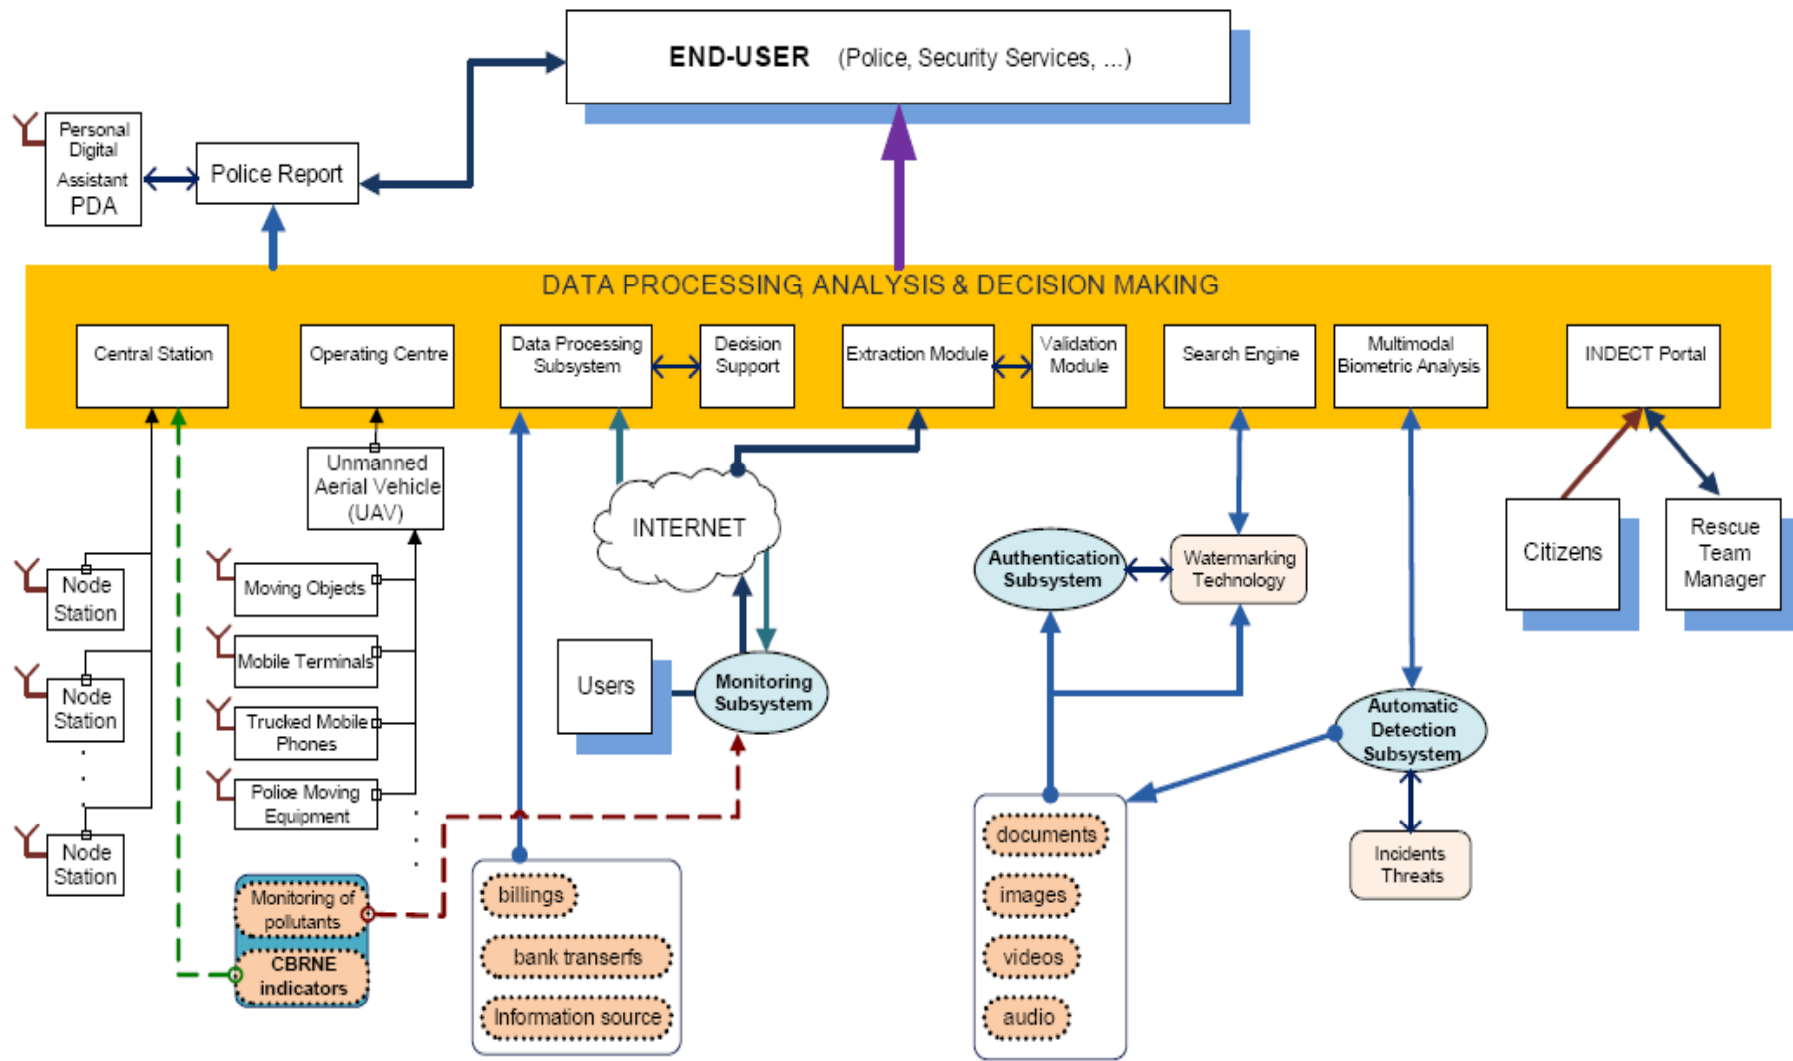 END-USER (Police, Security Services, ...)
Personal
Digital
Assistant
PDA
Police Report
DATA PROCESSING, ANALYSIS & DECISION MAKING
Central Station
Operating Centre
Data Processing
Subsystem
Decision
Support
Extraction Module
Validation
Module
Search Engine
Multimodal
Biometric Analysis
INDECT Portal
Unmanned
Aerial Vehicle
(UAV)
INTERNET
Authentication
Subsystem
Watermarking
Technology
Citizens
Rescue
Team
Manager
Node
Station
Moving Objects
Mobile Terminals
Node
Station
Trucked Mobile
Phones
Users
Monitoring
Subsystem
Automatic
Detection
Subsystem
Police Moving
Equipment
Node
Station
Incidents
Threats
Monitoring of
pollutants
CBRNE
indicators
billings
bank transerfs
Information source
documents
images
videos
audio